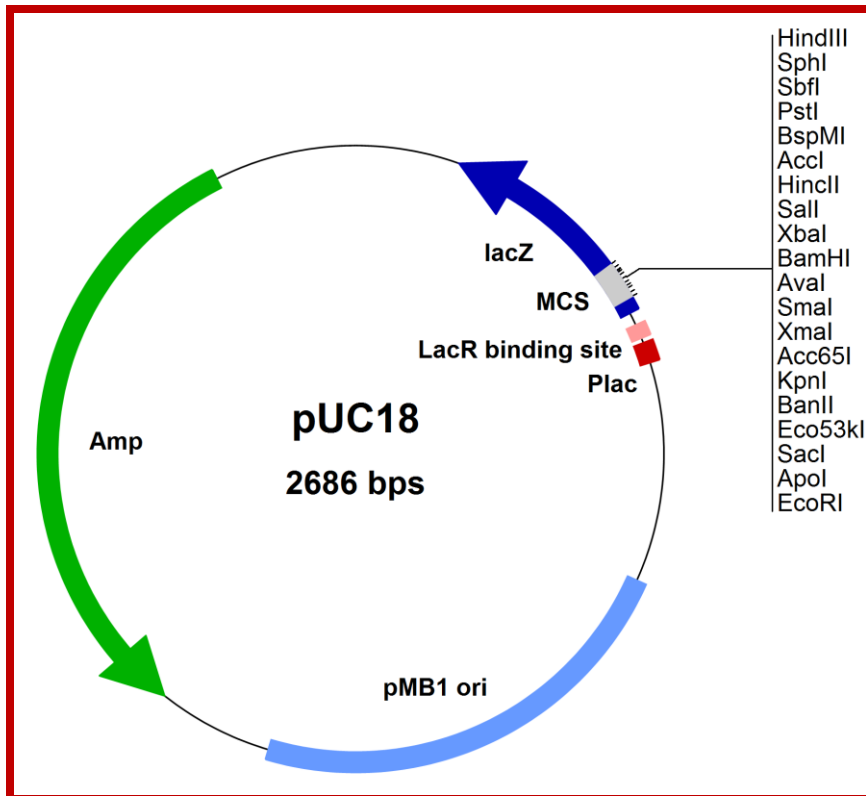 HindIII
SphI
SbfI
PstI
BspMI
AccI
HincII
SalI
XbaI
BamHI
AvaI
SmaI
XmaI
Acc65I
KpnI
BanII
Eco53kI
SacI
ApoI
EcoRI
lacZ
MCS
LacR binding site
Plac
pUC18
2686 bps
Amp
pMB1 ori